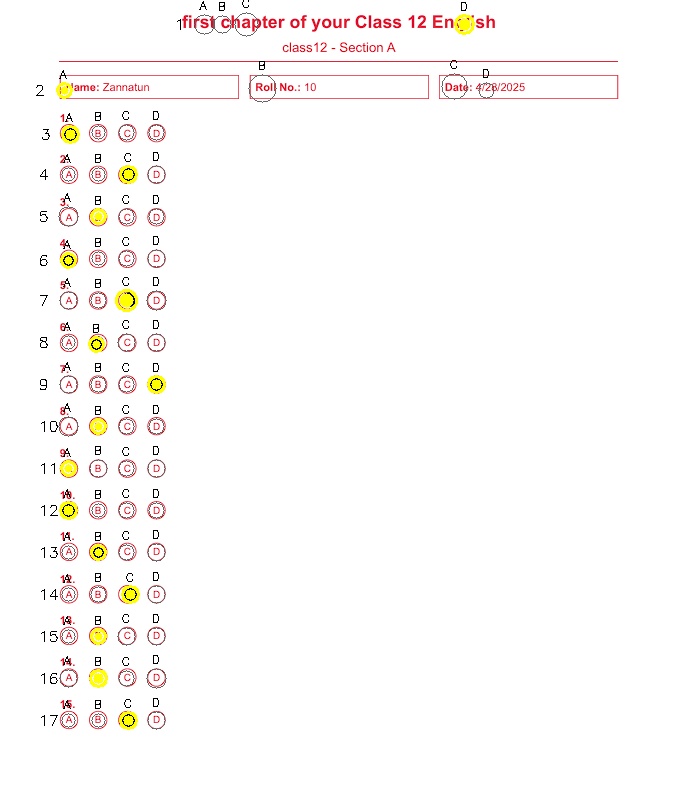 A B C D
1 first chapter of your Class 12 English
class12 - Section A
A B C D
2 Name: Zannatun Roll No.: 10 Date: 4/28/2025
1. A B C D
3 B C D
2. A B C D
4 A B D
3. A B C D
5 A C D
4. A B C D
6 B C D
5. A B C D
7 A B D
6. A B C D
8 A C D
7. A B C D
9 A B C
8. A B C D
10 A C D
9. A B C D
11 B C D
10. A B C D
12 B C D
11. A B C D
13 A C D
12. A B C D
14 A B D
13. A B C D
15 A C D
14. A B C D
16 A C D
15. A B C D
17 A B D